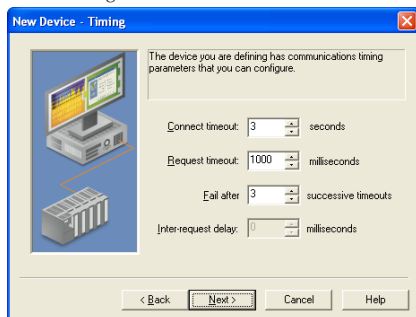 New Device - Timing
The device you are defining has communications timing
parameters that you can configure.
Connect timeout: 3 seconds
Request timeout: 1000 milliseconds
Fail after 3 successive timeouts
Inter-request delay: 0 milliseconds
< Back Next > Cancel Help